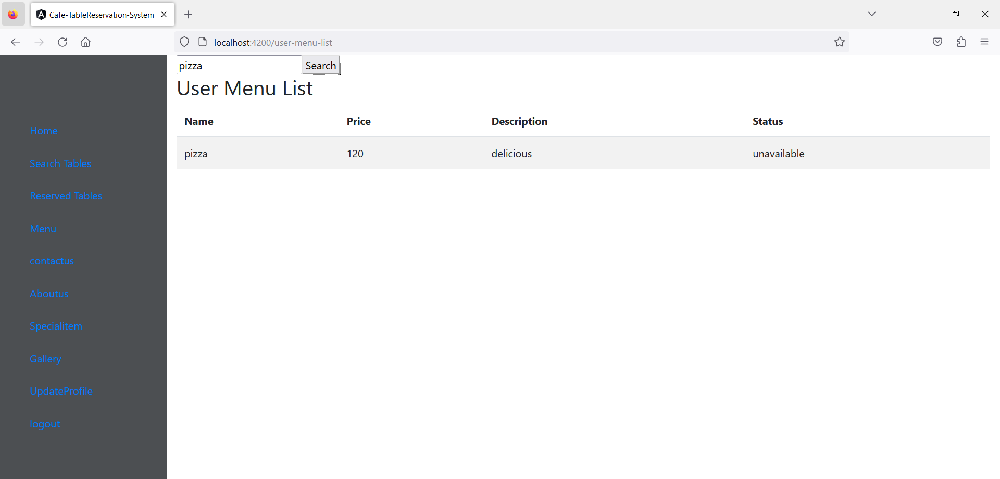 Cafe-TableReservation-System
localhost:4200/user-menu-list
pizza Search
User Menu List
Name Price Description Status
pizza 120 delicious unavailable
Home
Search Tables
Reserved Tables
Menu
contactus
Aboutus
Specialitem
Gallery
UpdateProfile
logout